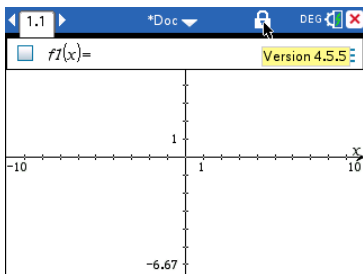 1.1 *Doc DEG
f1(x)=
Version 4.5.5
1
x
-10 1 10
-6.67